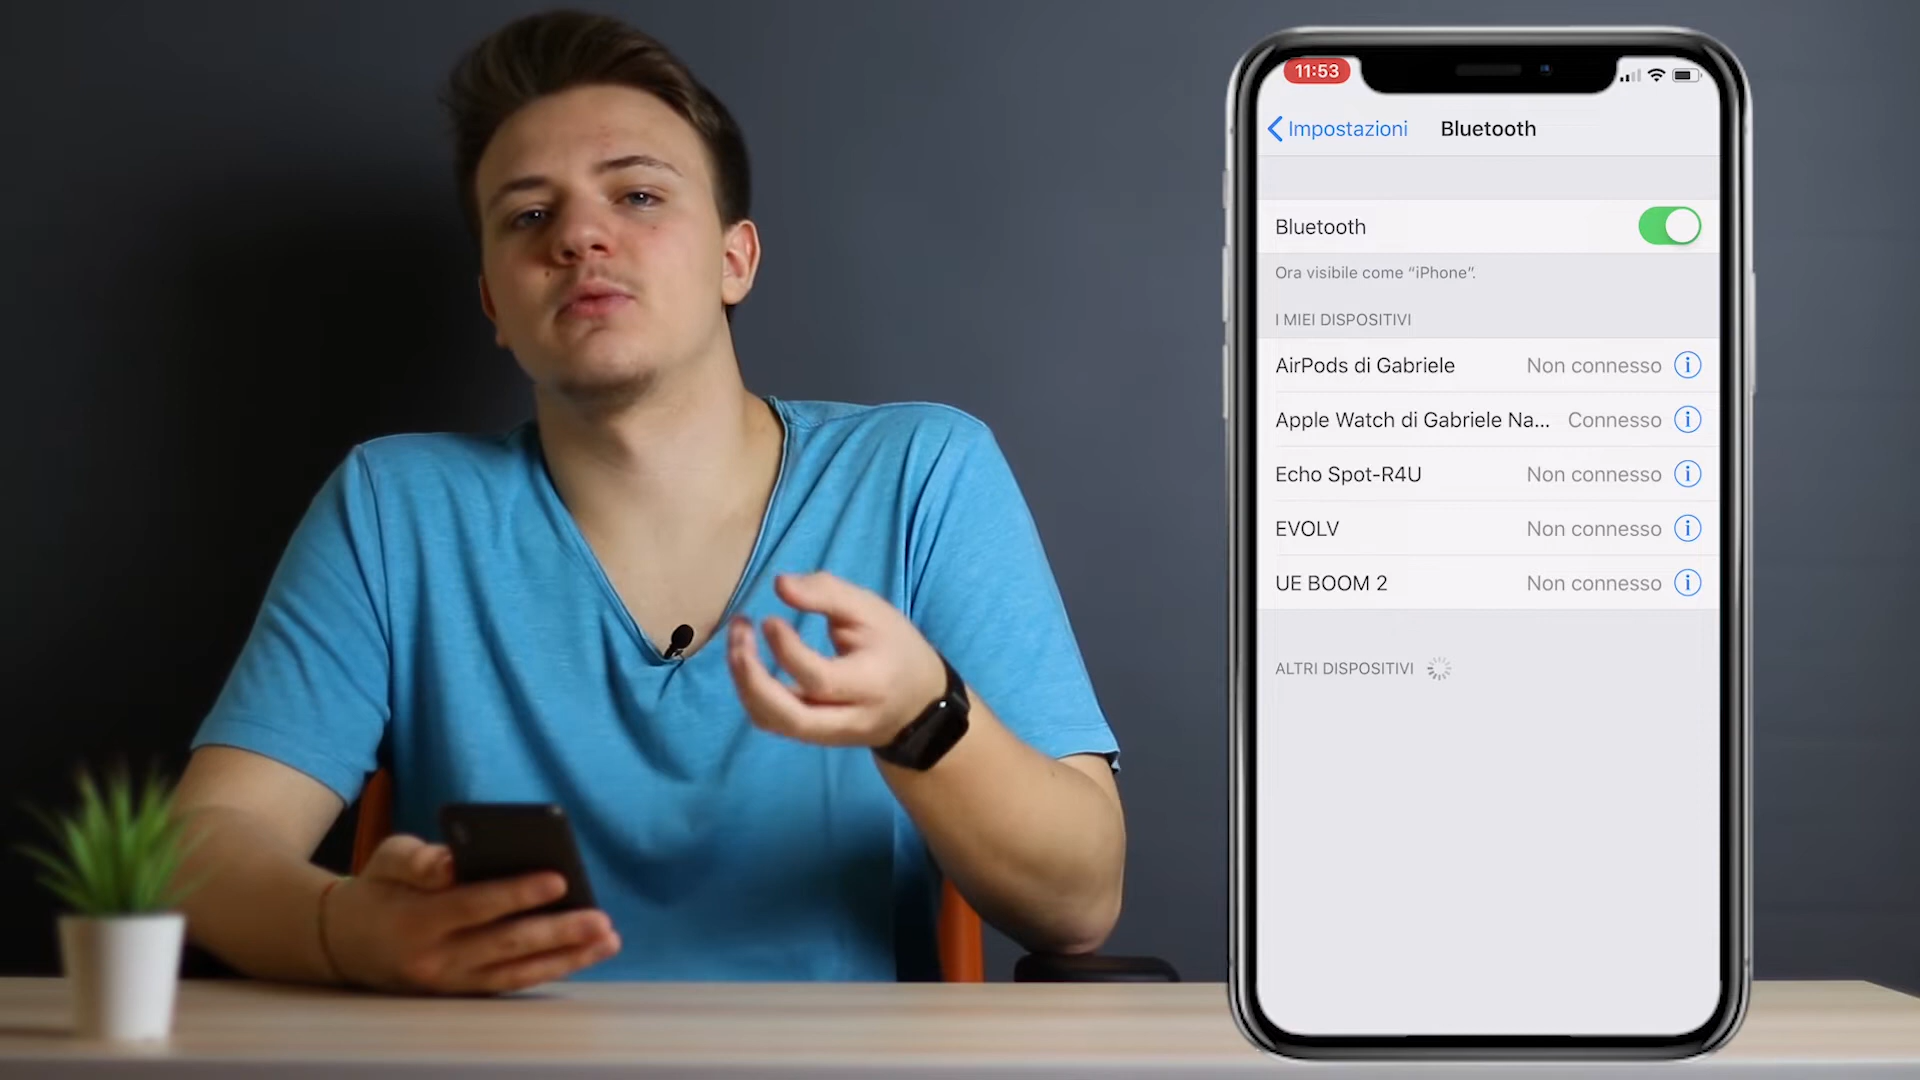 11:53
Impostazioni Bluetooth
Bluetooth
Ora visibile come “iPhone”.
I MIEI DISPOSITIVI
AirPods di Gabriele Non connesso
Apple Watch di Gabriele Na... Connesso
Echo Spot-R4U Non connesso
EVOLV Non connesso
UE BOOM 2 Non connesso
ALTRI DISPOSITIVI